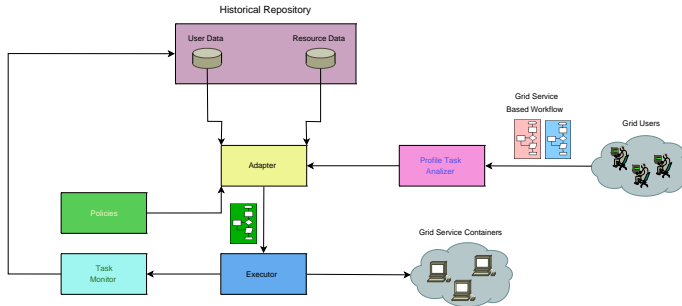 Historical Repository
User Data
Resource Data
Grid Service
Based Workflow
Grid Users
Adapter
Profile Task
Analizer
Policies
Grid Service Containers
Task
Monitor
Executor